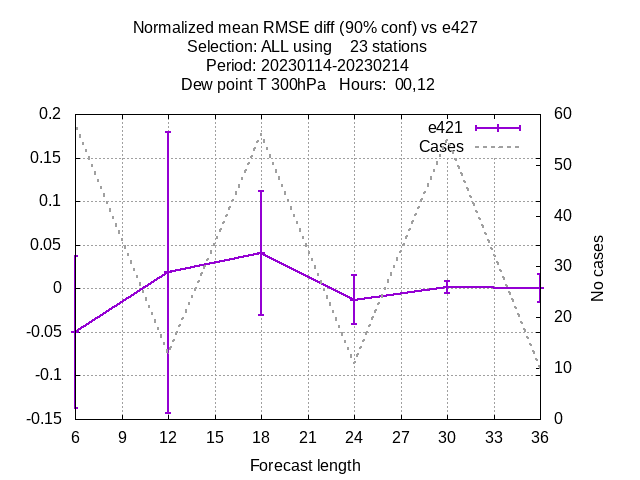 Normalized mean RMSE diff (90% conf) vs e427
Selection: ALL using    23 stations
Period: 20230114-20230214
Dew point T 300hPa   Hours:  00,12
0.2
0.15
0.1
0.05
0
-0.05
-0.1
-0.15
60
50
40
30
20
10
0
e421
Cases
No cases
6 9 12 15 18 21 24 27 30 33 36
Forecast length